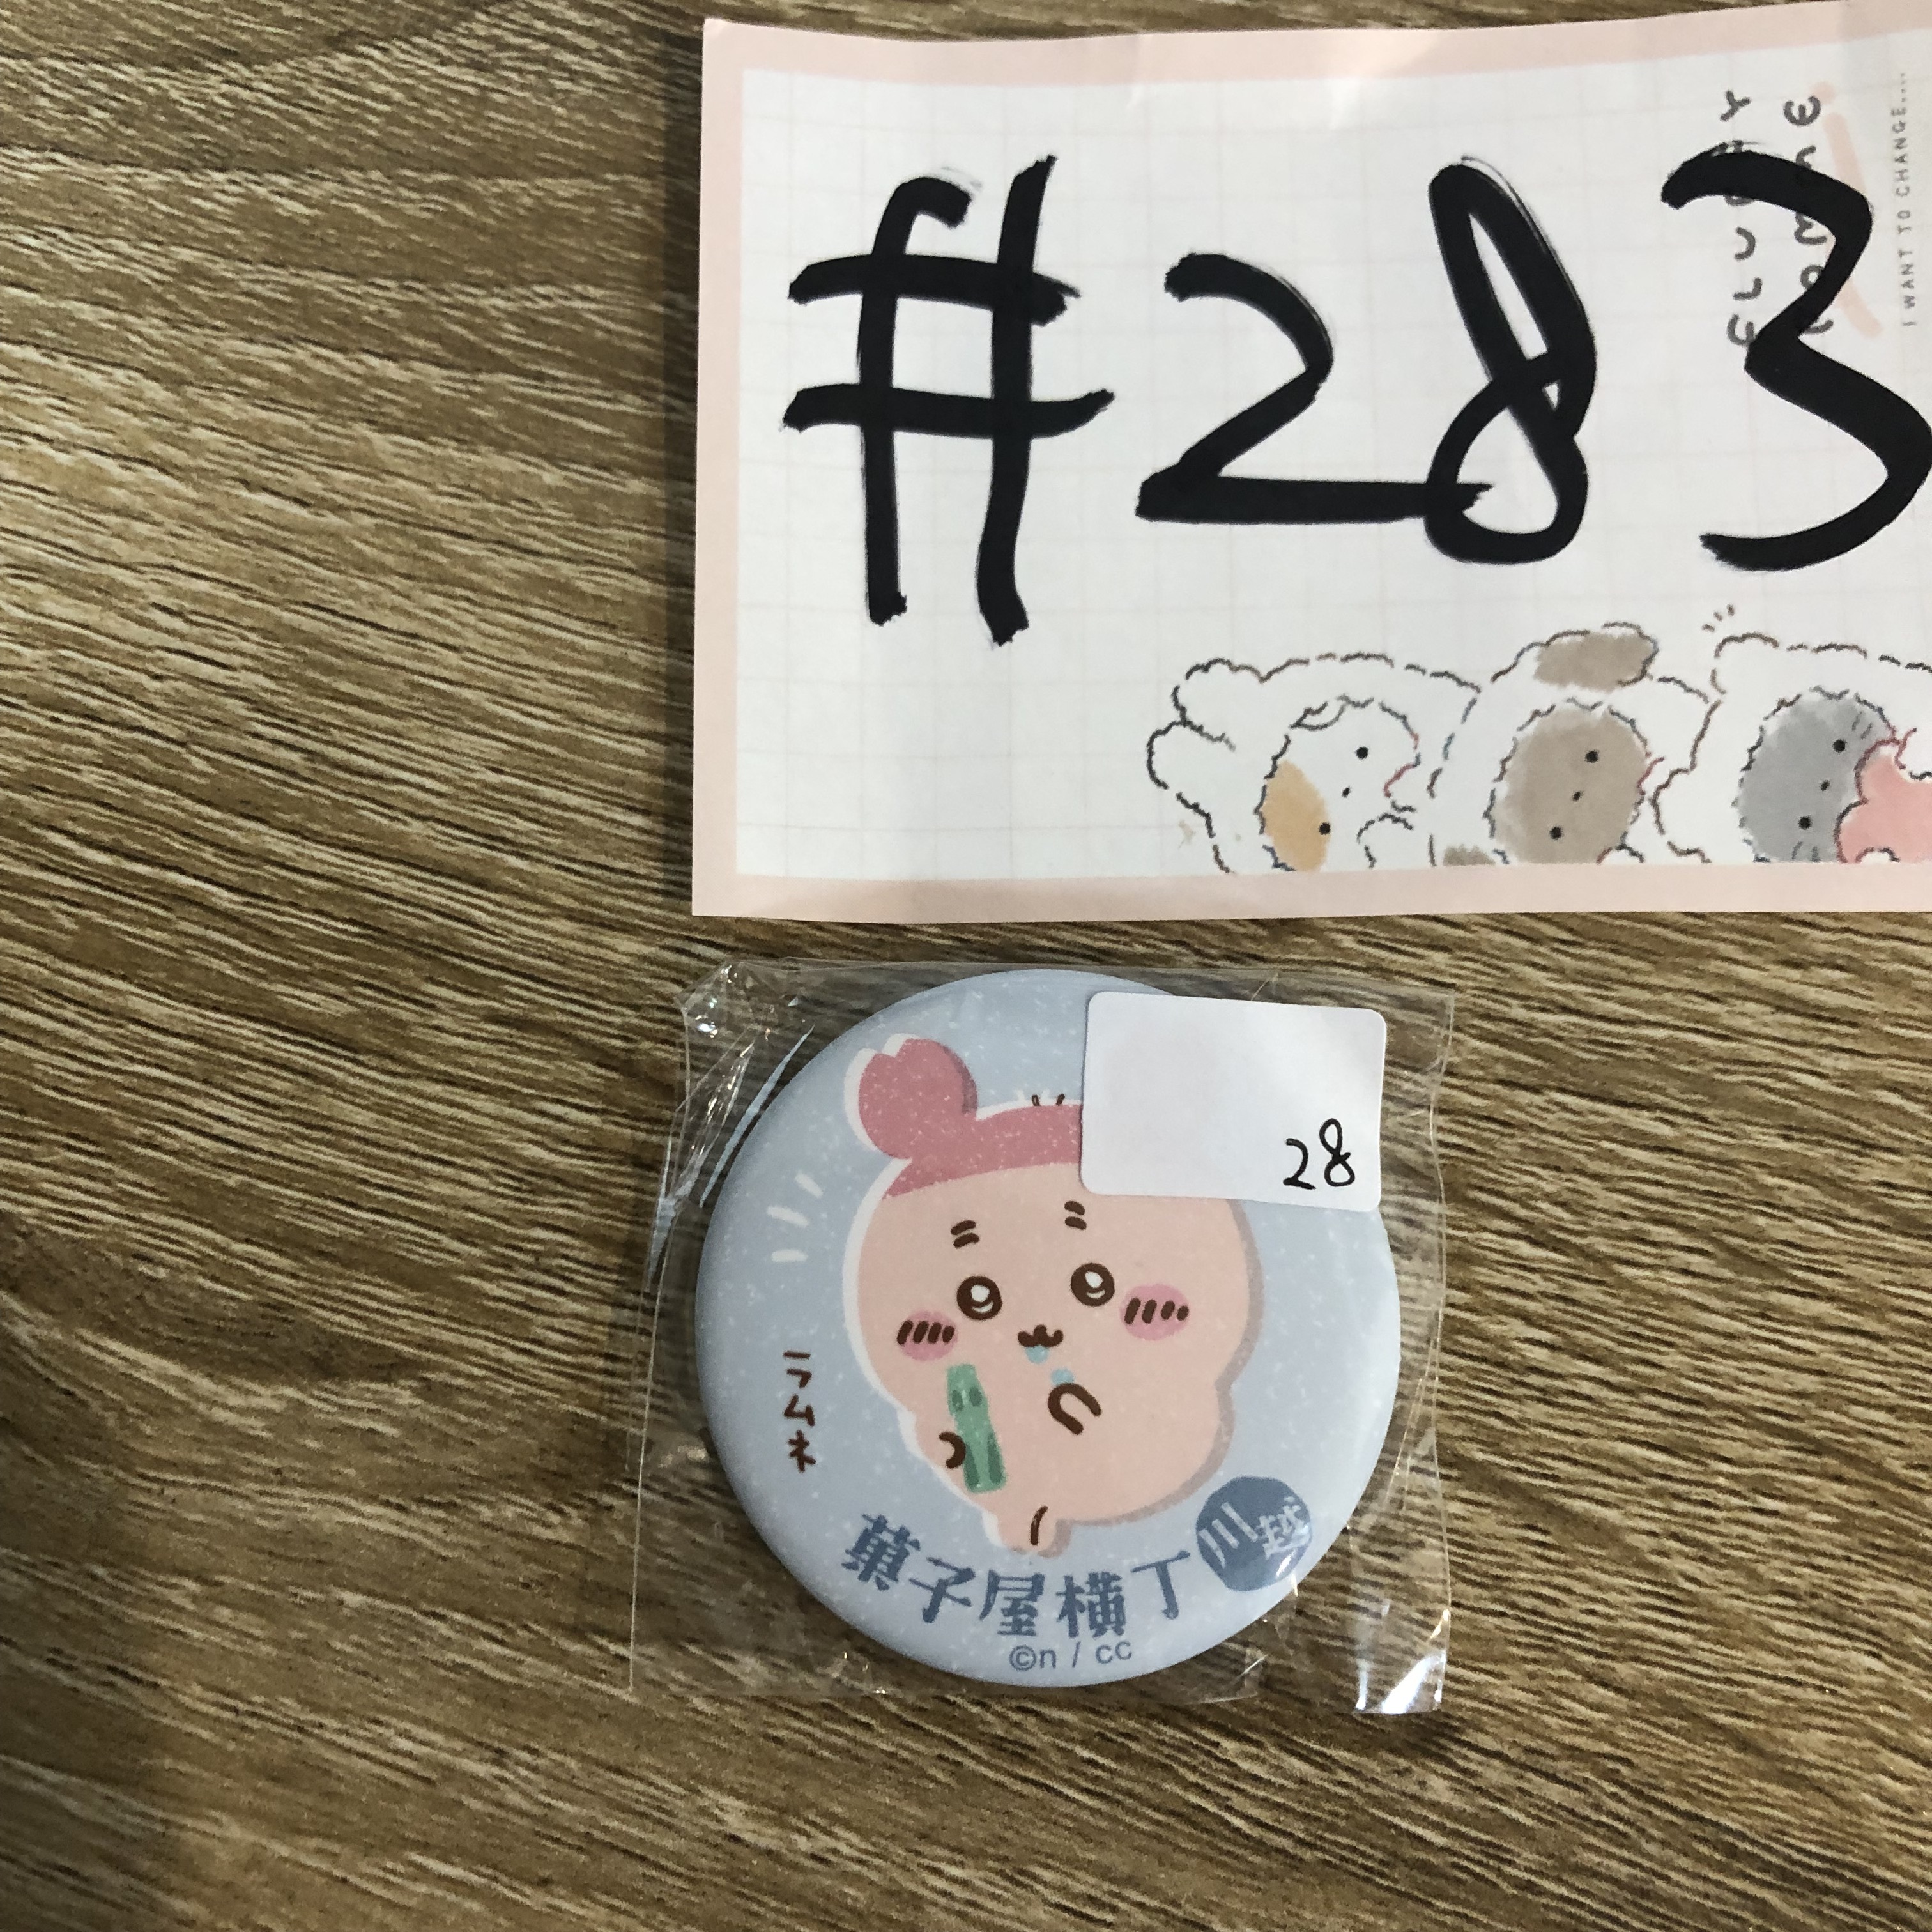 #283
I WANT TO CHANGE....
28
ラムネ
菓子屋横丁
川越
©n / cc